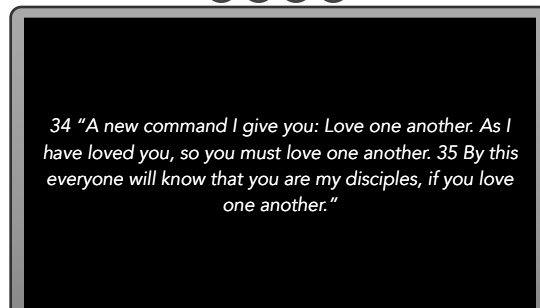 34 “A new command I give you: Love one another. As I
have loved you, so you must love one another. 35 By this
everyone will know that you are my disciples, if you love
one another.”